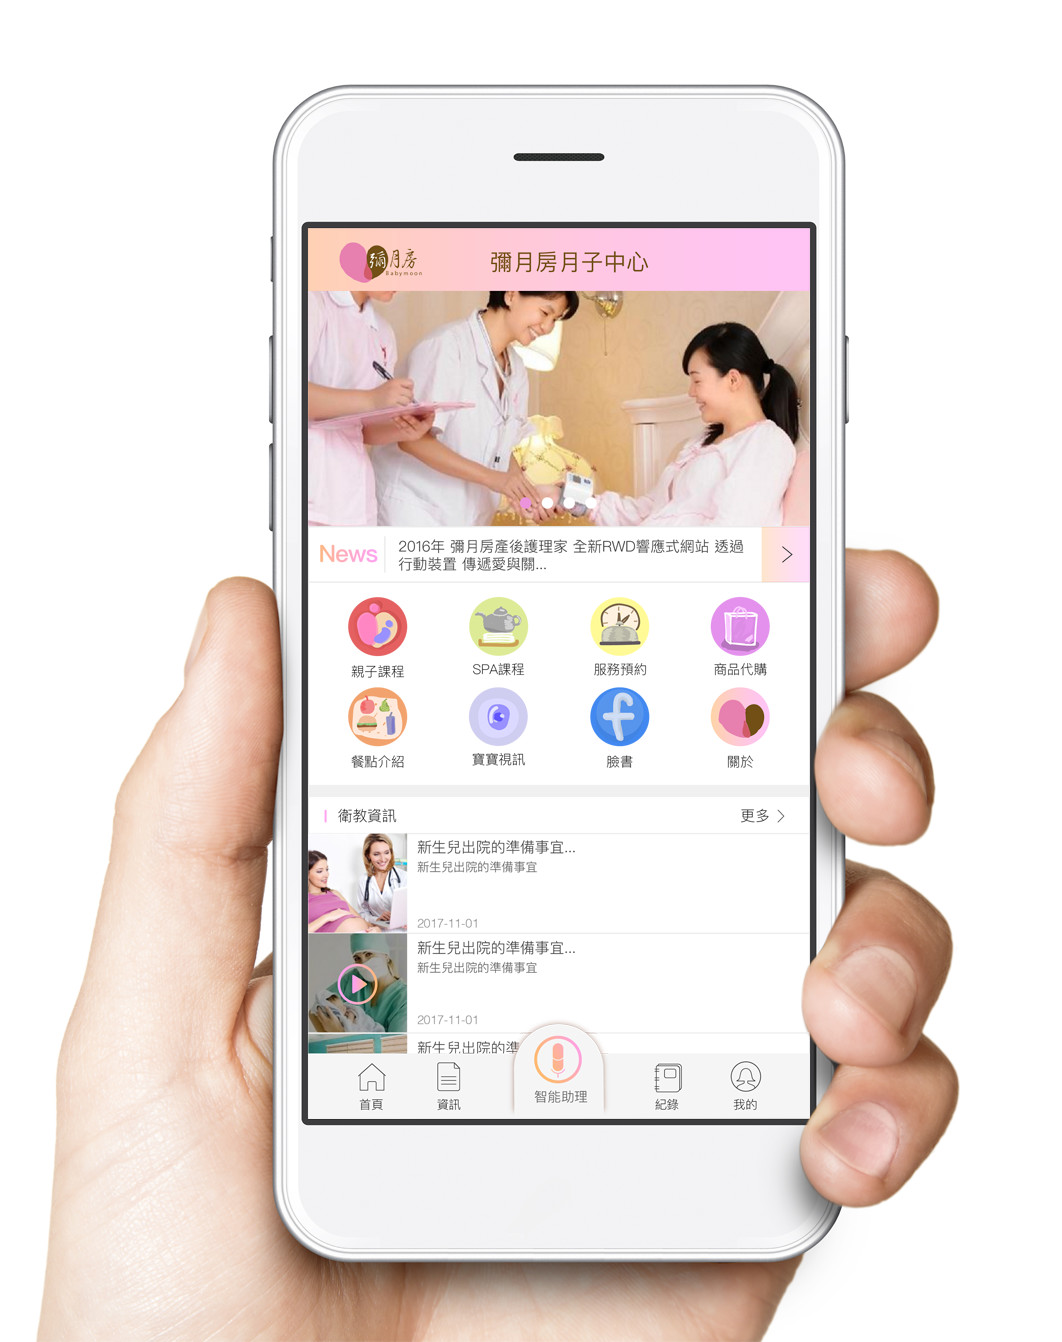 彌月房
Babymoon
彌月房月子中心
News
2016年 彌月房產後護理家 全新RWD響應式網站 透過
行動裝置 傳遞愛與關...
親子課程
SPA課程
服務預約
商品代購
餐點介紹
寶寶視訊
臉書
關於
衛教資訊
更多
新生兒出院的準備事宜...
新生兒出院的準備事宜
2017-11-01
新生兒出院的準備事宜...
新生兒出院的準備事宜
2017-11-01
新生兒出院的準
首頁
資訊
智能助理
紀錄
我的